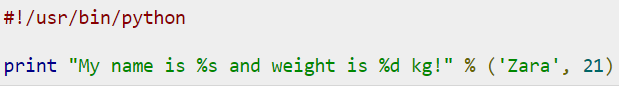 #!/usr/bin/python
print "My name is %s and weight is %d kg!" % ('Zara', 21)